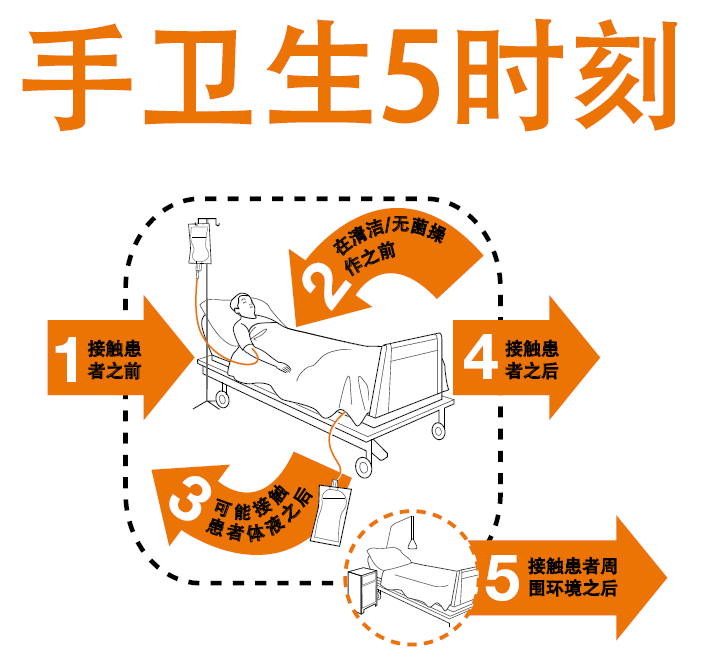 手卫生5时刻
1
接触患
者之前
2
在清洁/无菌操
作之前
3
可能接触
患者体液之后
4
接触患
者之后
5
接触患者周
围环境之后